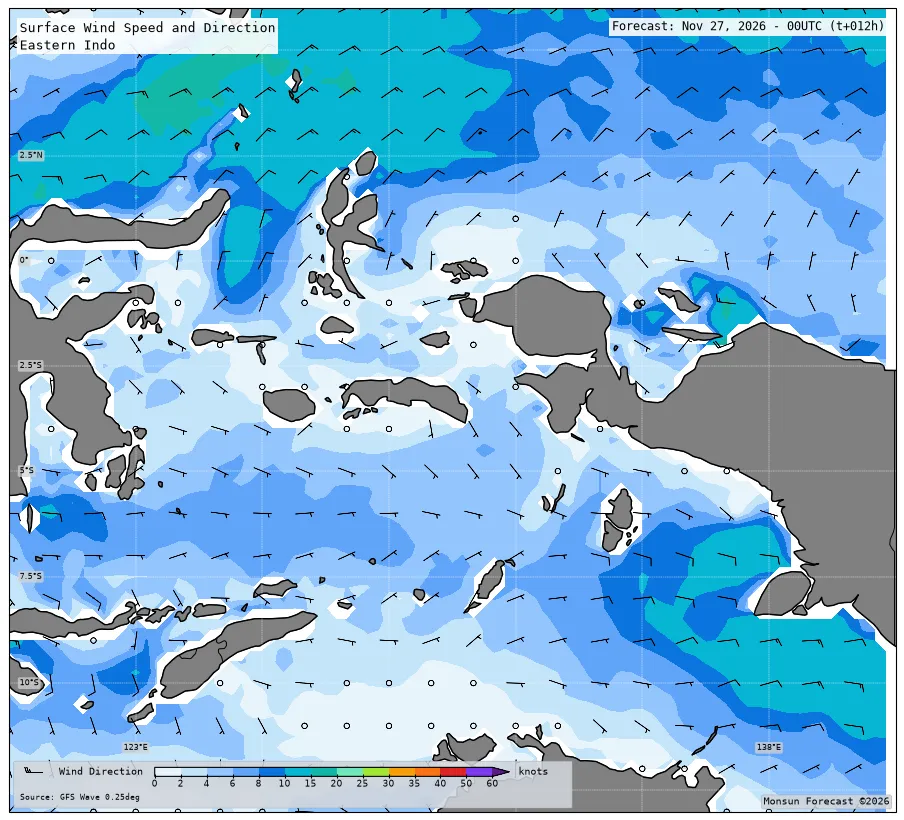 Surface Wind Speed and Direction
Eastern Indo
Forecast: Nov 27, 2026 - 00UTC (t+012h)
2.5°N
0°
2.5°S
5°S
7.5°S
10°S
123°E
138°E
Wind Direction
knots
0 2 4 6 8 10 15 20 25 30 35 40 50 60
Source: GFS Wave 0.25deg
Monsun Forecast ©2026